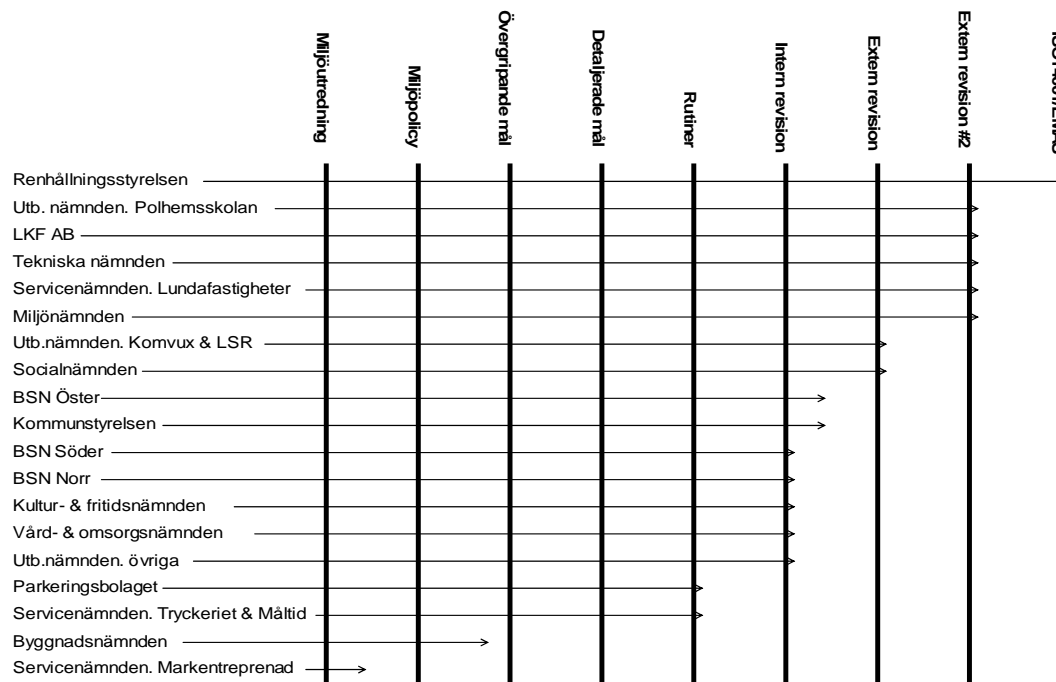 Miljöutredning
Miljöpolicy
Övergripande mål
Detaljerade mål
Rutiner
Intern revision
Extern revision
Extern revision #2
Renhållningsstyrelsen
Utb. nämnden. Polhemsskolan
LKF AB
Tekniska nämnden
Servicenämnden. Lundafastigheter
Miljönämnden
Utb.nämnden. Komvux & LSR
Socialnämnden
BSN Öster
Kommunstyrelsen
BSN Söder
BSN Norr
Kultur- & fritidsnämnden
Vård- & omsorgsnämnden
Utb.nämnden. övriga
Parkeringsbolaget
Servicenämnden. Tryckeriet & Måltid
Byggnadsnämnden
Servicenämnden. Markentreprenad